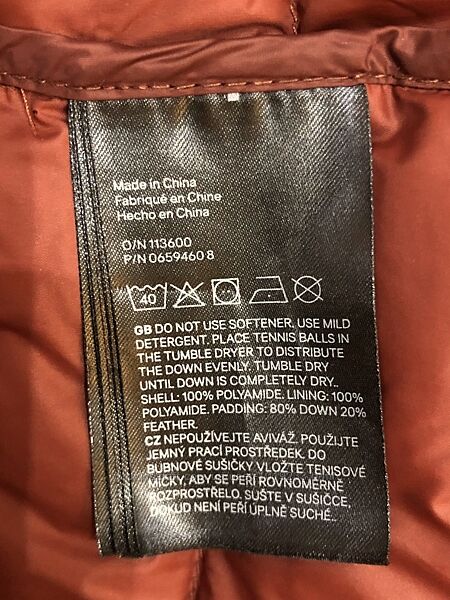 Made in China
Fabriqué en Chine
Hecho en China
O/N 113600
P/N 0659460 8
40
GB DO NOT USE SOFTENER. USE MILD
DETERGENT. PLACE TENNIS BALLS IN
THE TUMBLE DRYER TO DISTRIBUTE
THE DOWN EVENLY. TUMBLE DRY
UNTIL DOWN IS COMPLETELY DRY..
SHELL: 100% POLYAMIDE. LINING: 100%
POLYAMIDE. PADDING: 80% DOWN 20%
FEATHER.
CZ NEPOUŽÍVEJTE AVIVÁŽ. POUŽIJTE
JEMNÝ PRACÍ PROSTŘEDEK. DO
BUBNOVÉ SUŠIČKY VLOŽTE TENISOVÉ
MÍČKY, ABY SE PEŘÍ ROVNOMĚRNĚ
ROZPROSTŘELO. SUŠTE V SUŠIČCE,
DOKUD NENÍ PEŘÍ ÚPLNĚ SUCHÉ..